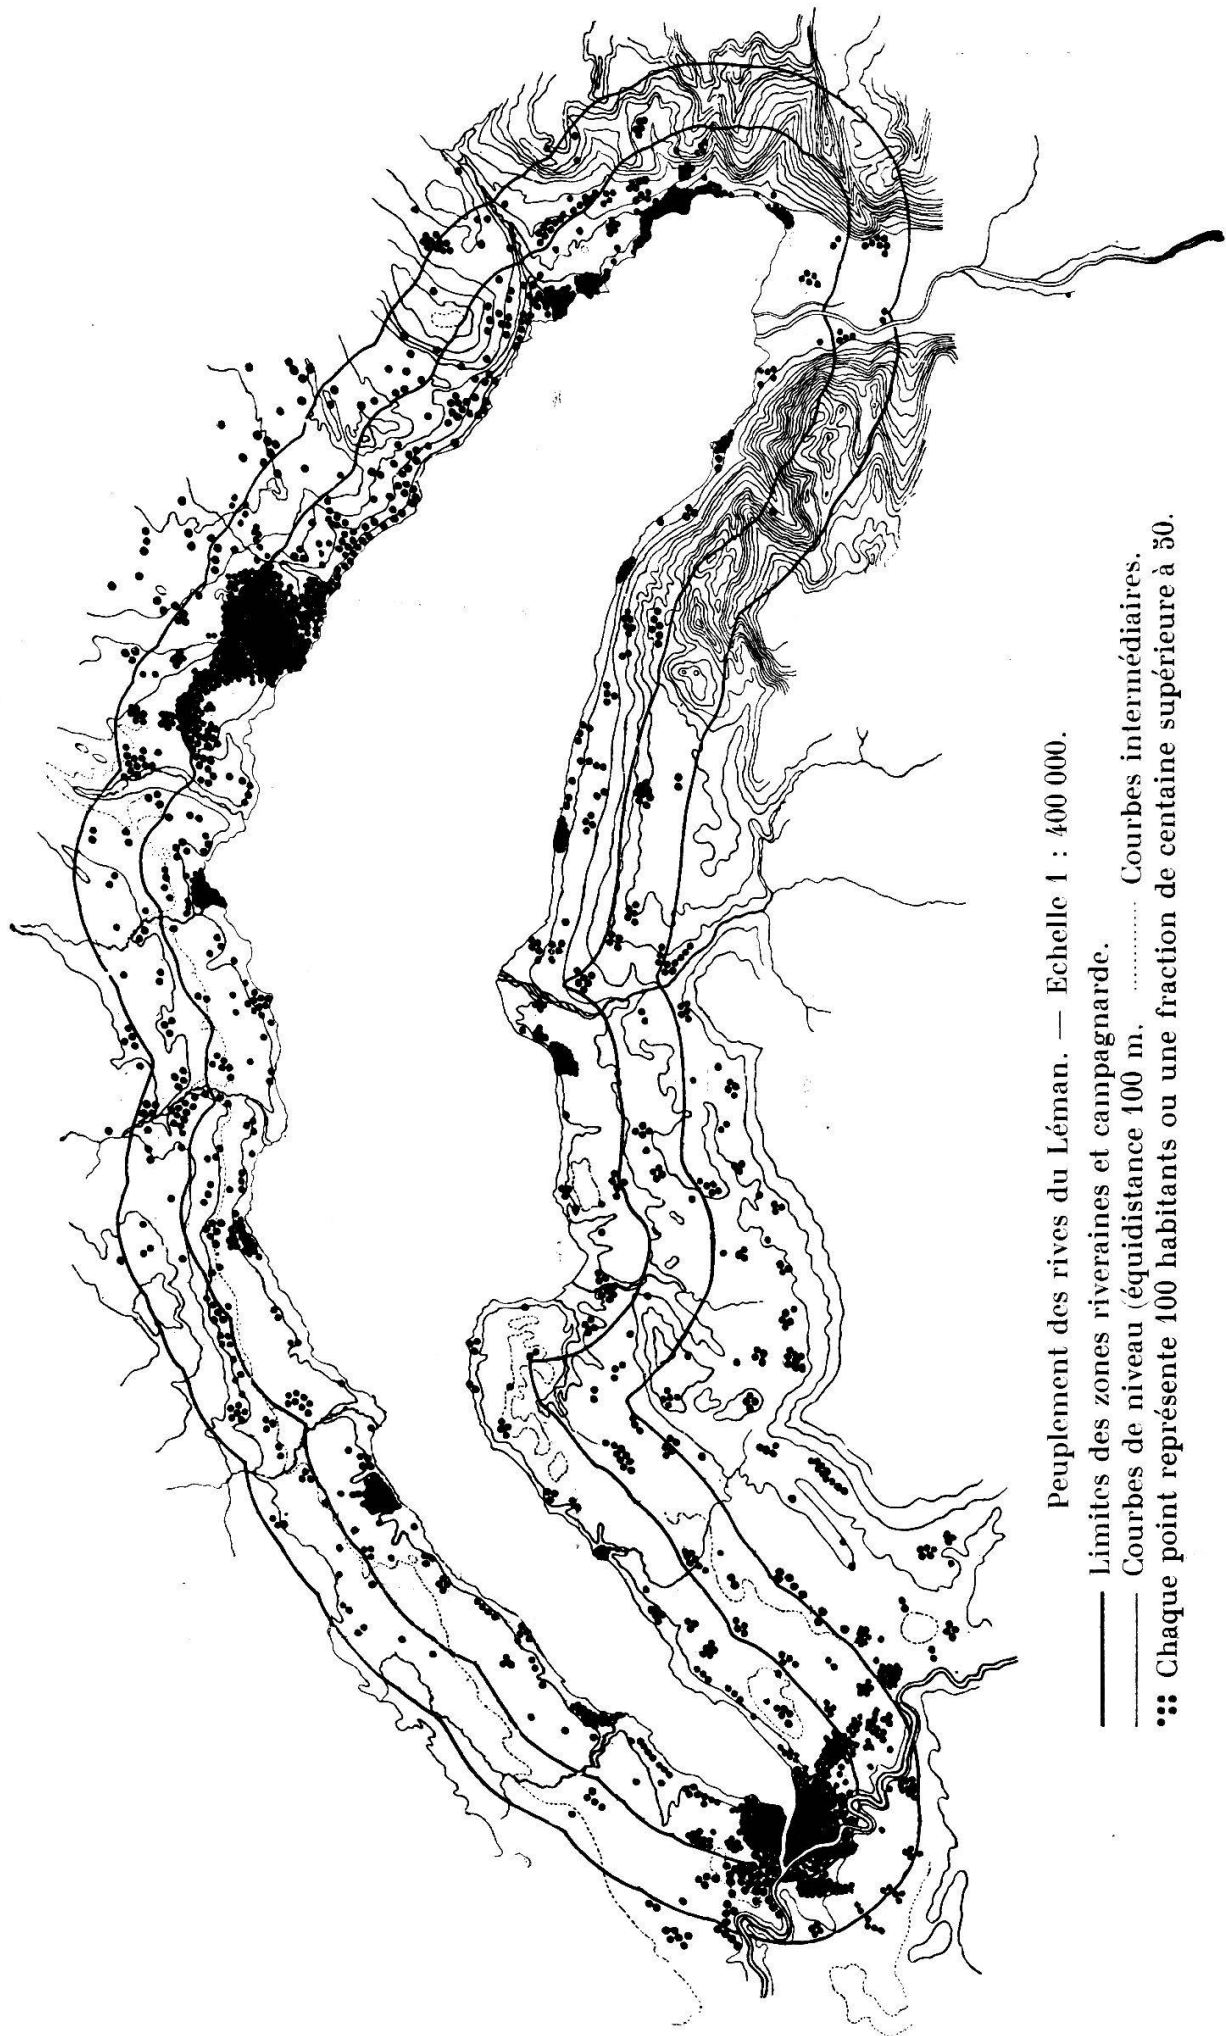 Peuplement des rives du Léman. — Echelle 1 : 400 000.
Limites des zones riveraines et campagnarde.
Courbes de niveau (équidistance 100 m. ............ Courbes intermédiaires.
Chaque point représente 100 habitants ou une fraction de centaine supérieure à 50.